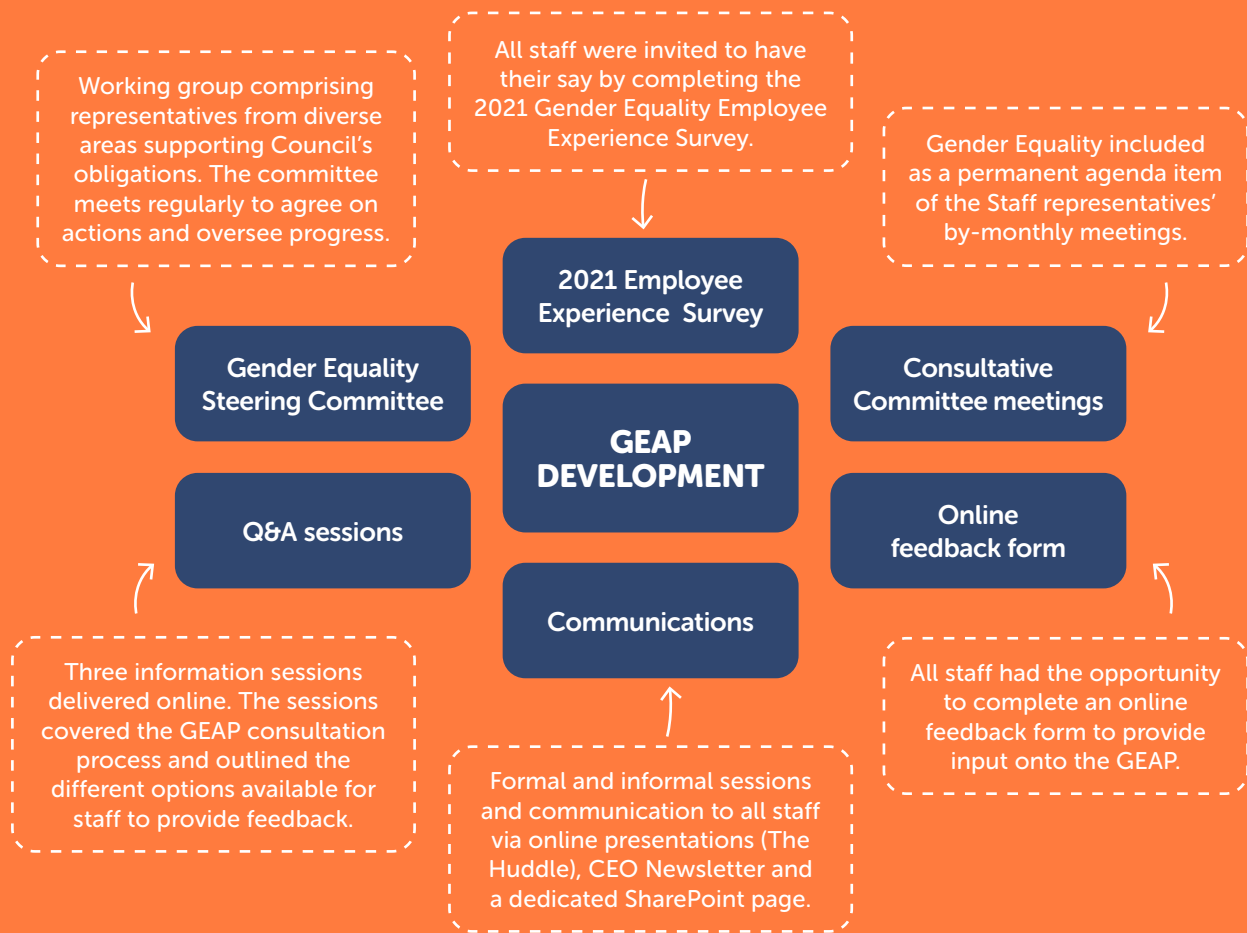 Working group comprising
representatives from diverse
areas supporting Council’s
obligations. The committee
meets regularly to agree on
actions and oversee progress.
All staff were invited to have
their say by completing the
2021 Gender Equality Employee
Experience Survey.
Gender Equality included
as a permanent agenda item
of the Staff representatives’
by-monthly meetings.
2021 Employee
Experience Survey
Gender Equality
Steering Committee
Consultative
Committee meetings
GEAP
DEVELOPMENT
Q&A sessions
Online
feedback form
Communications
Three information sessions
delivered online. The sessions
covered the GEAP consultation
process and outlined the
different options available for
staff to provide feedback.
Formal and informal sessions
and communication to all staff
via online presentations (The
Huddle), CEO Newsletter and
a dedicated SharePoint page.
All staff had the opportunity
to complete an online
feedback form to provide
input onto the GEAP.